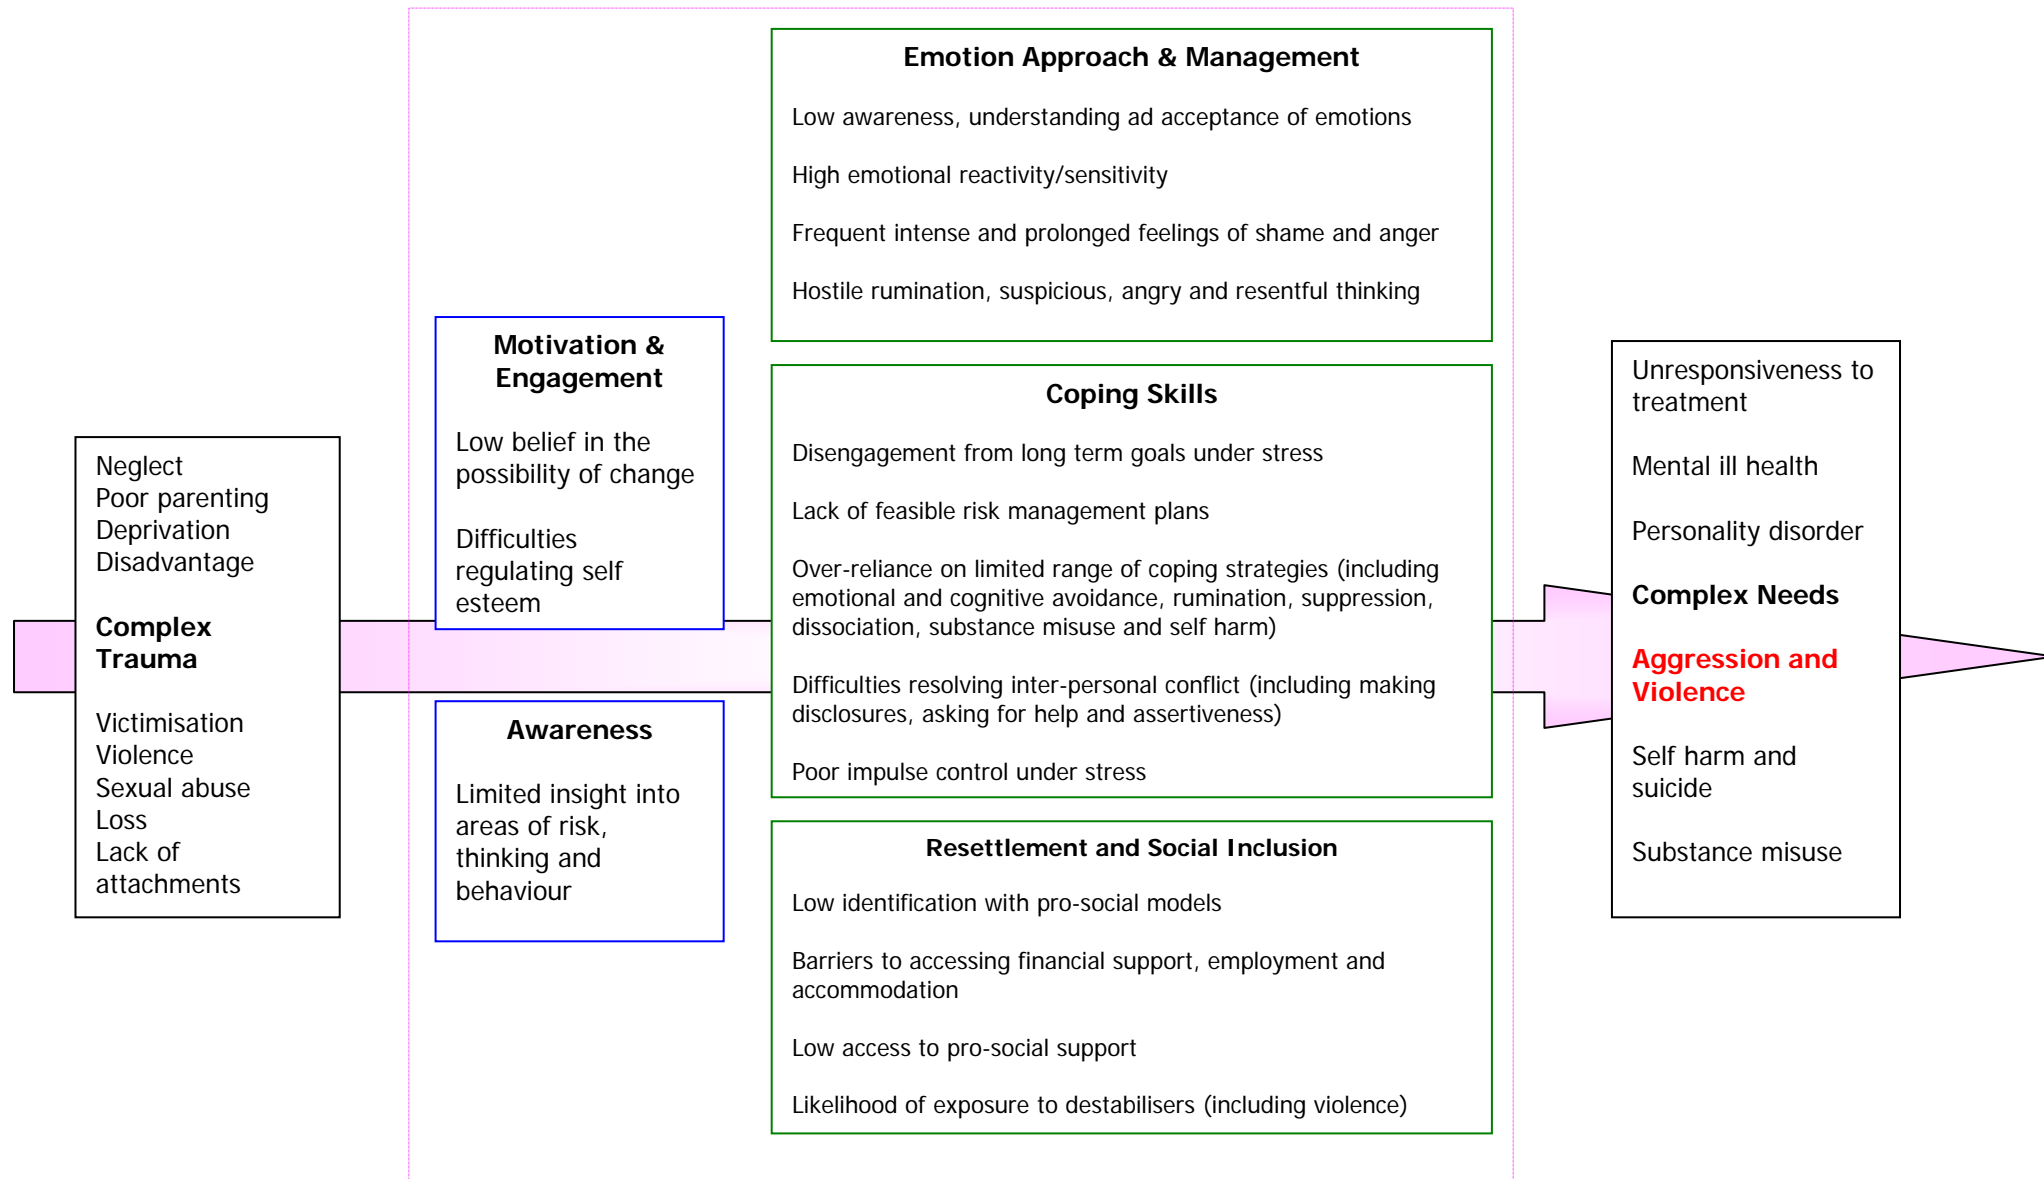 Neglect
Poor parenting
Deprivation
Disadvantage
Complex
Trauma
Victimisation
Violence
Sexual abuse
Loss
Lack of
attachments
Motivation &
Engagement
Low belief in the
possibility of change
Difficulties
regulating self
esteem
Awareness
Limited insight into
areas of risk,
thinking and
behaviour
Emotion Approach & Management
Low awareness, understanding ad acceptance of emotions
High emotional reactivity/sensitivity
Frequent intense and prolonged feelings of shame and anger
Hostile rumination, suspicious, angry and resentful thinking
Coping Skills
Disengagement from long term goals under stress
Lack of feasible risk management plans
Over-reliance on limited range of coping strategies (including
emotional and cognitive avoidance, rumination, suppression,
dissociation, substance misuse and self harm)
Difficulties resolving inter-personal conflict (including making
disclosures, asking for help and assertiveness)
Poor impulse control under stress
Resettlement and Social Inclusion
Low identification with pro-social models
Barriers to accessing financial support, employment and
accommodation
Low access to pro-social support
Likelihood of exposure to destabilisers (including violence)
Unresponsiveness to
treatment
Mental ill health
Personality disorder
Complex Needs
Aggression and
Violence
Self harm and
suicide
Substance misuse